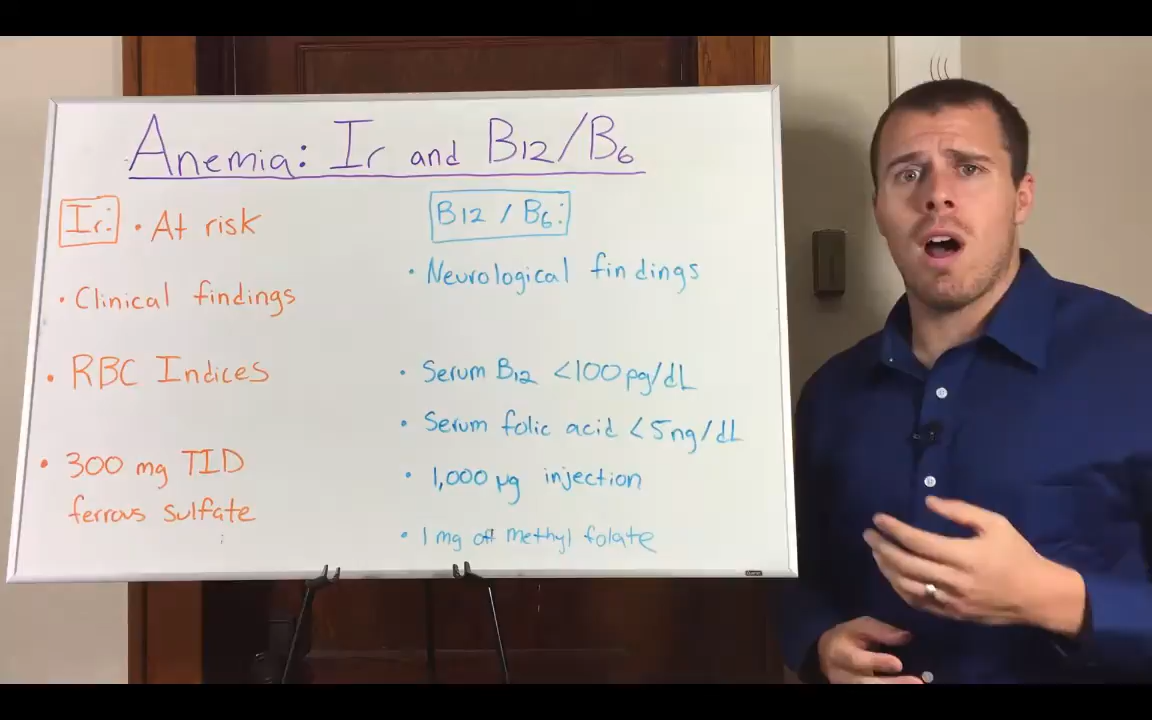 Anemia: Ir and B12/B6
Ir: • At risk
• Clinical findings
• RBC Indices
• 300 mg TID
ferrous sulfate
B12 / B6:
• Neurological findings
• Serum B12 <100 pg/dL
• Serum folic acid <5ng/dL
• 1,000 µg injection
• 1 mg of methyl folate